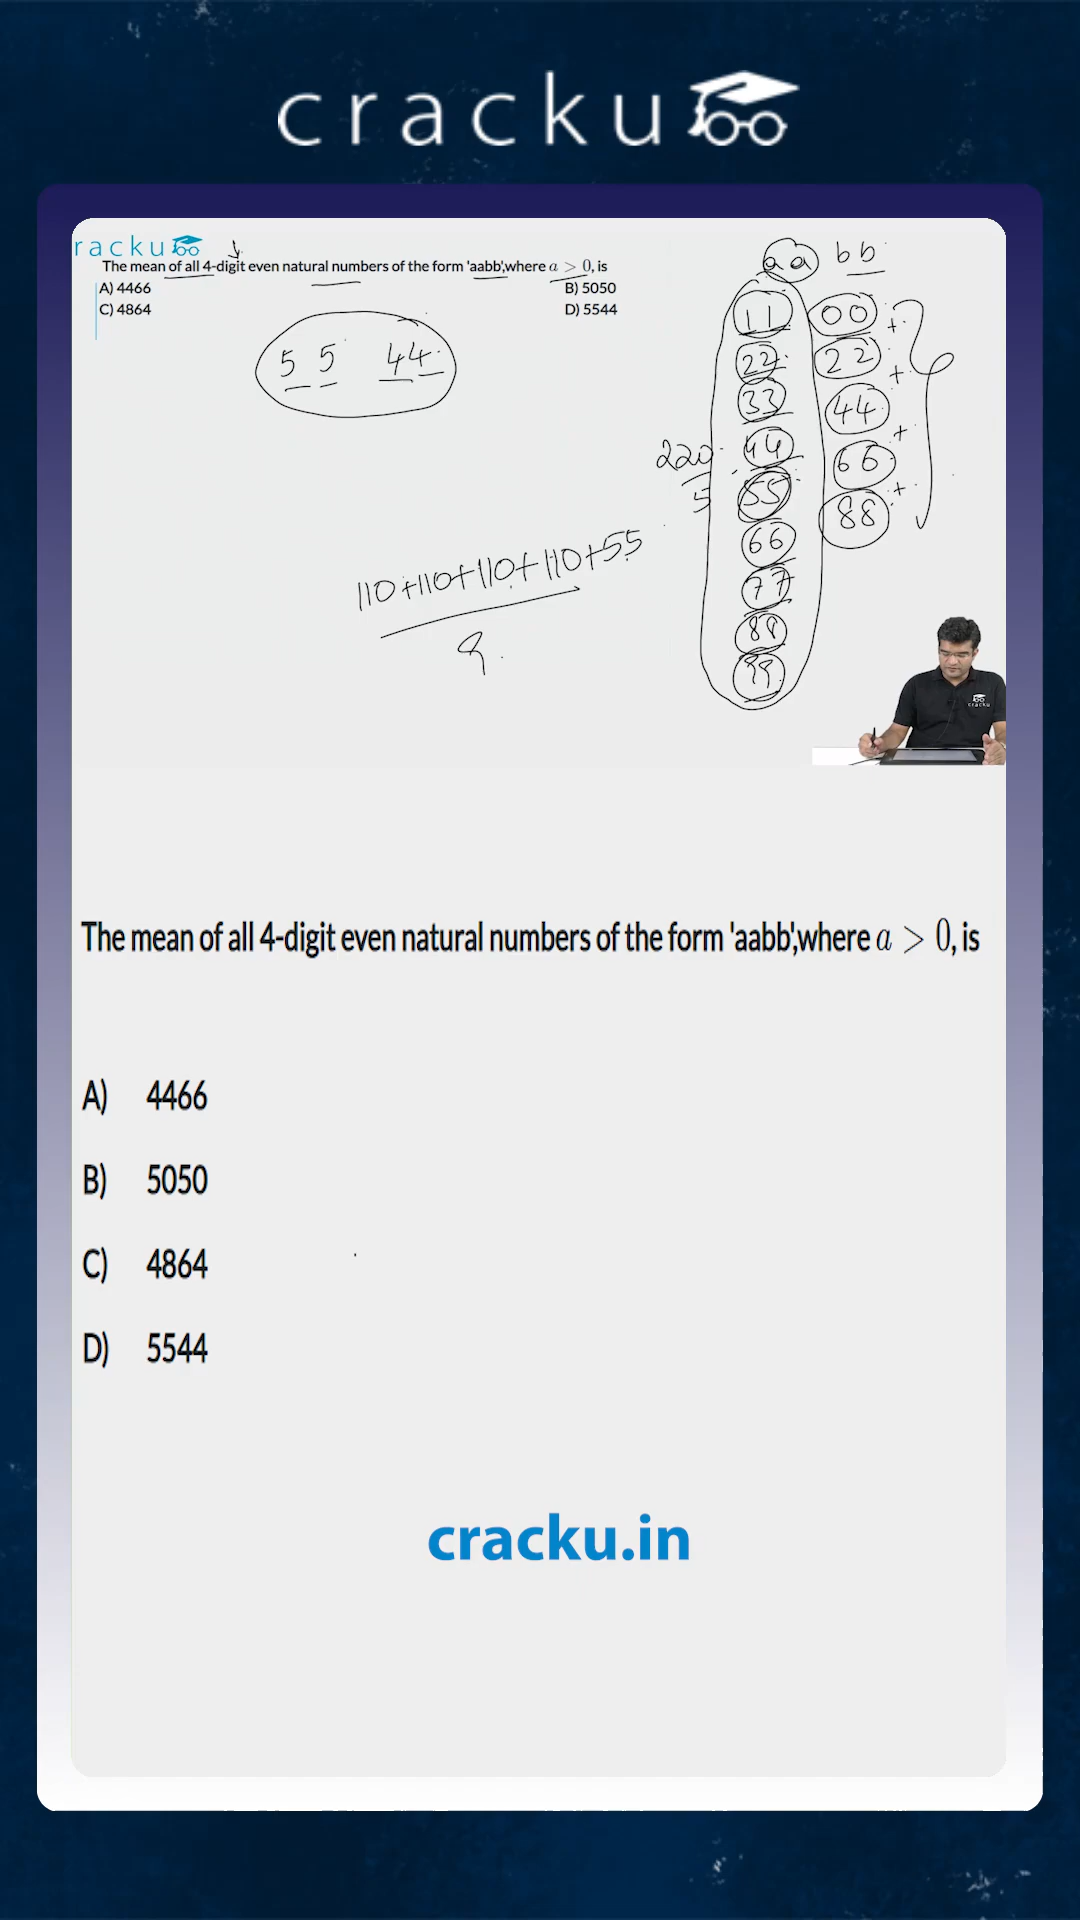 cracku
racku
The mean of all 4-digit even natural numbers of the form 'aabb',where a > 0, is
A) 4466
B) 5050
C) 4864
D) 5544
aa bb
11 00 +
22 22 +
33 44 +
44 66 +
55 88
66
77
88
99
55 44
220
5
110+110+110+110+55
9
cracku
The mean of all 4-digit even natural numbers of the form 'aabb',where a > 0, is
A) 4466
B) 5050
C) 4864
D) 5544
cracku.in